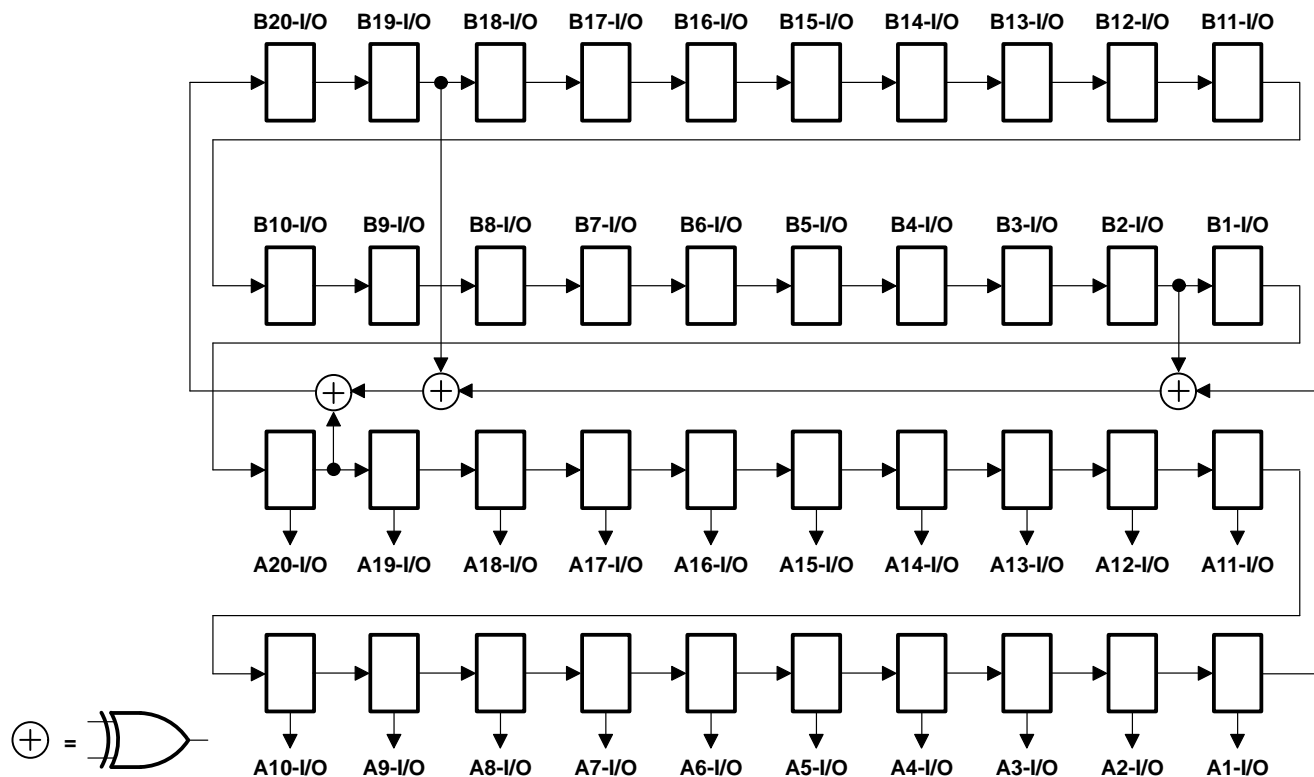 B20-I/O B19-I/O B18-I/O B17-I/O B16-I/O B15-I/O B14-I/O B13-I/O B12-I/O B11-I/O
B10-I/O B9-I/O B8-I/O B7-I/O B6-I/O B5-I/O B4-I/O B3-I/O B2-I/O B1-I/O
A20-I/O A19-I/O A18-I/O A17-I/O A16-I/O A15-I/O A14-I/O A13-I/O A12-I/O A11-I/O
=
A10-I/O A9-I/O A8-I/O A7-I/O A6-I/O A5-I/O A4-I/O A3-I/O A2-I/O A1-I/O